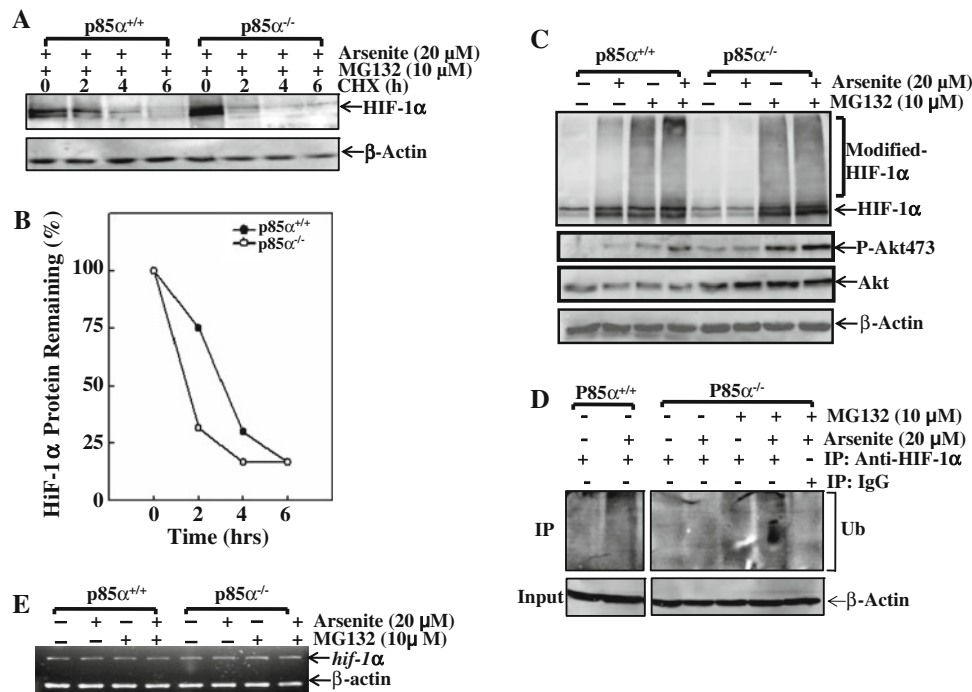 A
p85α+/+ p85α-/-
+ + + + + + + + Arsenite (20 µM)
+ + + + + + + + MG132 (10 µM)
0 2 4 6 0 2 4 6 CHX (h)
HIF-1α
β-Actin
B
p85α+/+
p85α-/-
HiF-1α Protein Remaining (%)
100
75
50
25
0
0 2 4 6
Time (hrs)
C
p85α+/+ p85α-/-
- + - + - + - + Arsenite (20 µM)
- - + + - - + + MG132 (10 µM)
Modified-HIF-1α
HIF-1α
P-Akt473
Akt
β-Actin
D
P85α+/+ P85α-/-
- - - - + + + MG132 (10 µM)
- + - + - + + Arsenite (20 µM)
+ + + + + + - IP: Anti-HIF-1α
- - - - - - + IP: IgG
IP
Ub
Input
β-Actin
E
p85α+/+ p85α-/-
- + - + - + - + Arsenite (20 µM)
- - + + - - + + MG132 (10µ M)
hif-1α
β-actin